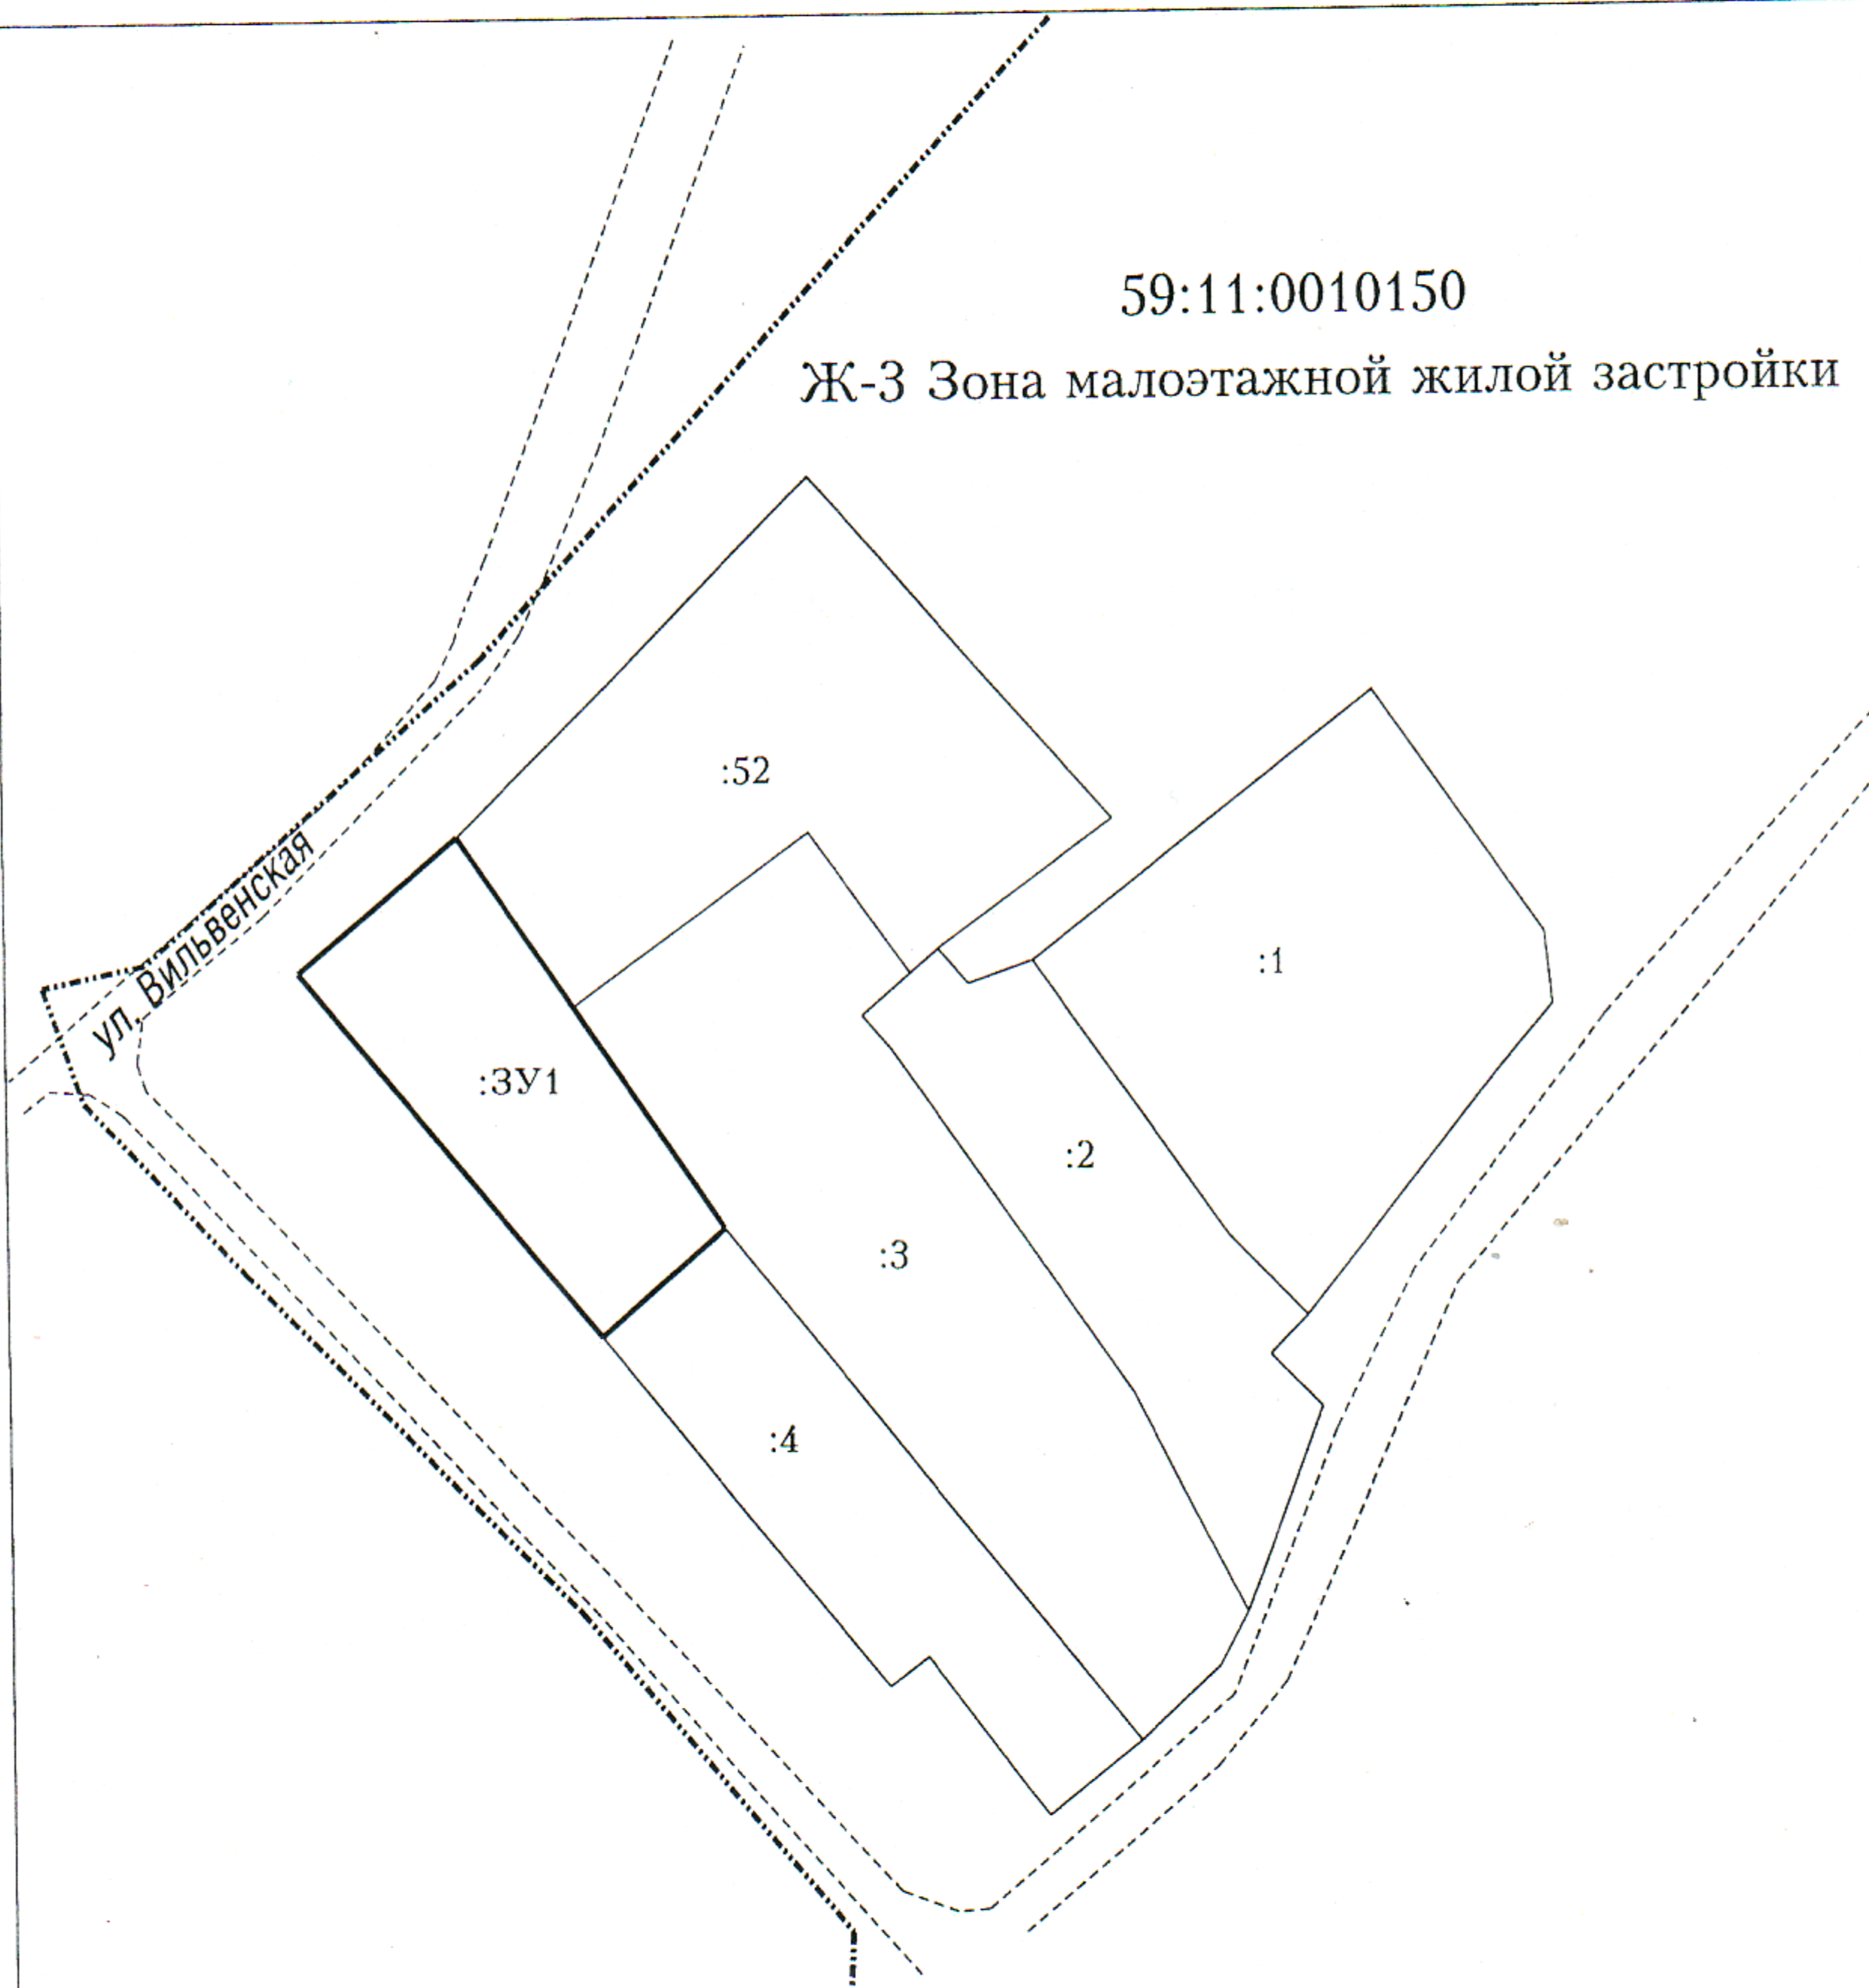 59:11:0010150
Ж-3 Зона малоэтажной жилой застройки
:52
ул. Вильвенская
:1
:ЗУ1
:2
:3
:4